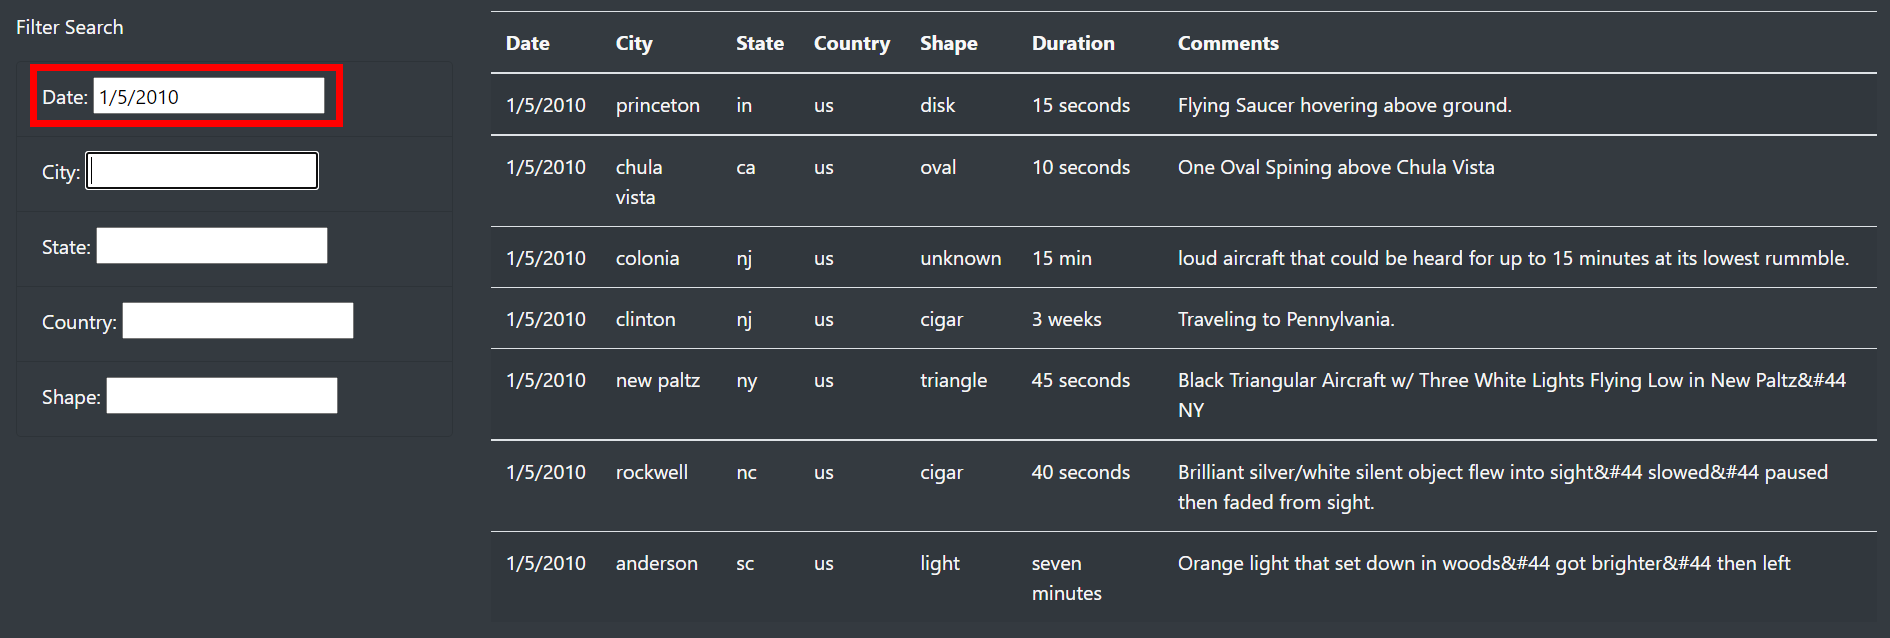 Filter Search
Date: 1/5/2010
City:
State:
Country:
Shape:
Date City State Country Shape Duration Comments
1/5/2010 princeton in us disk 15 seconds Flying Saucer hovering above ground.
1/5/2010 chula ca us oval 10 seconds One Oval Spining above Chula Vista
vista
1/5/2010 colonia nj us unknown 15 min loud aircraft that could be heard for up to 15 minutes at its lowest rummble.
1/5/2010 clinton nj us cigar 3 weeks Traveling to Pennylvania.
1/5/2010 new paltz ny us triangle 45 seconds Black Triangular Aircraft w/ Three White Lights Flying Low in New Paltz&#44
NY
1/5/2010 rockwell nc us cigar 40 seconds Brilliant silver/white silent object flew into sight&#44 slowed&#44 paused
then faded from sight.
1/5/2010 anderson sc us light seven Orange light that set down in woods&#44 got brighter&#44 then left
minutes